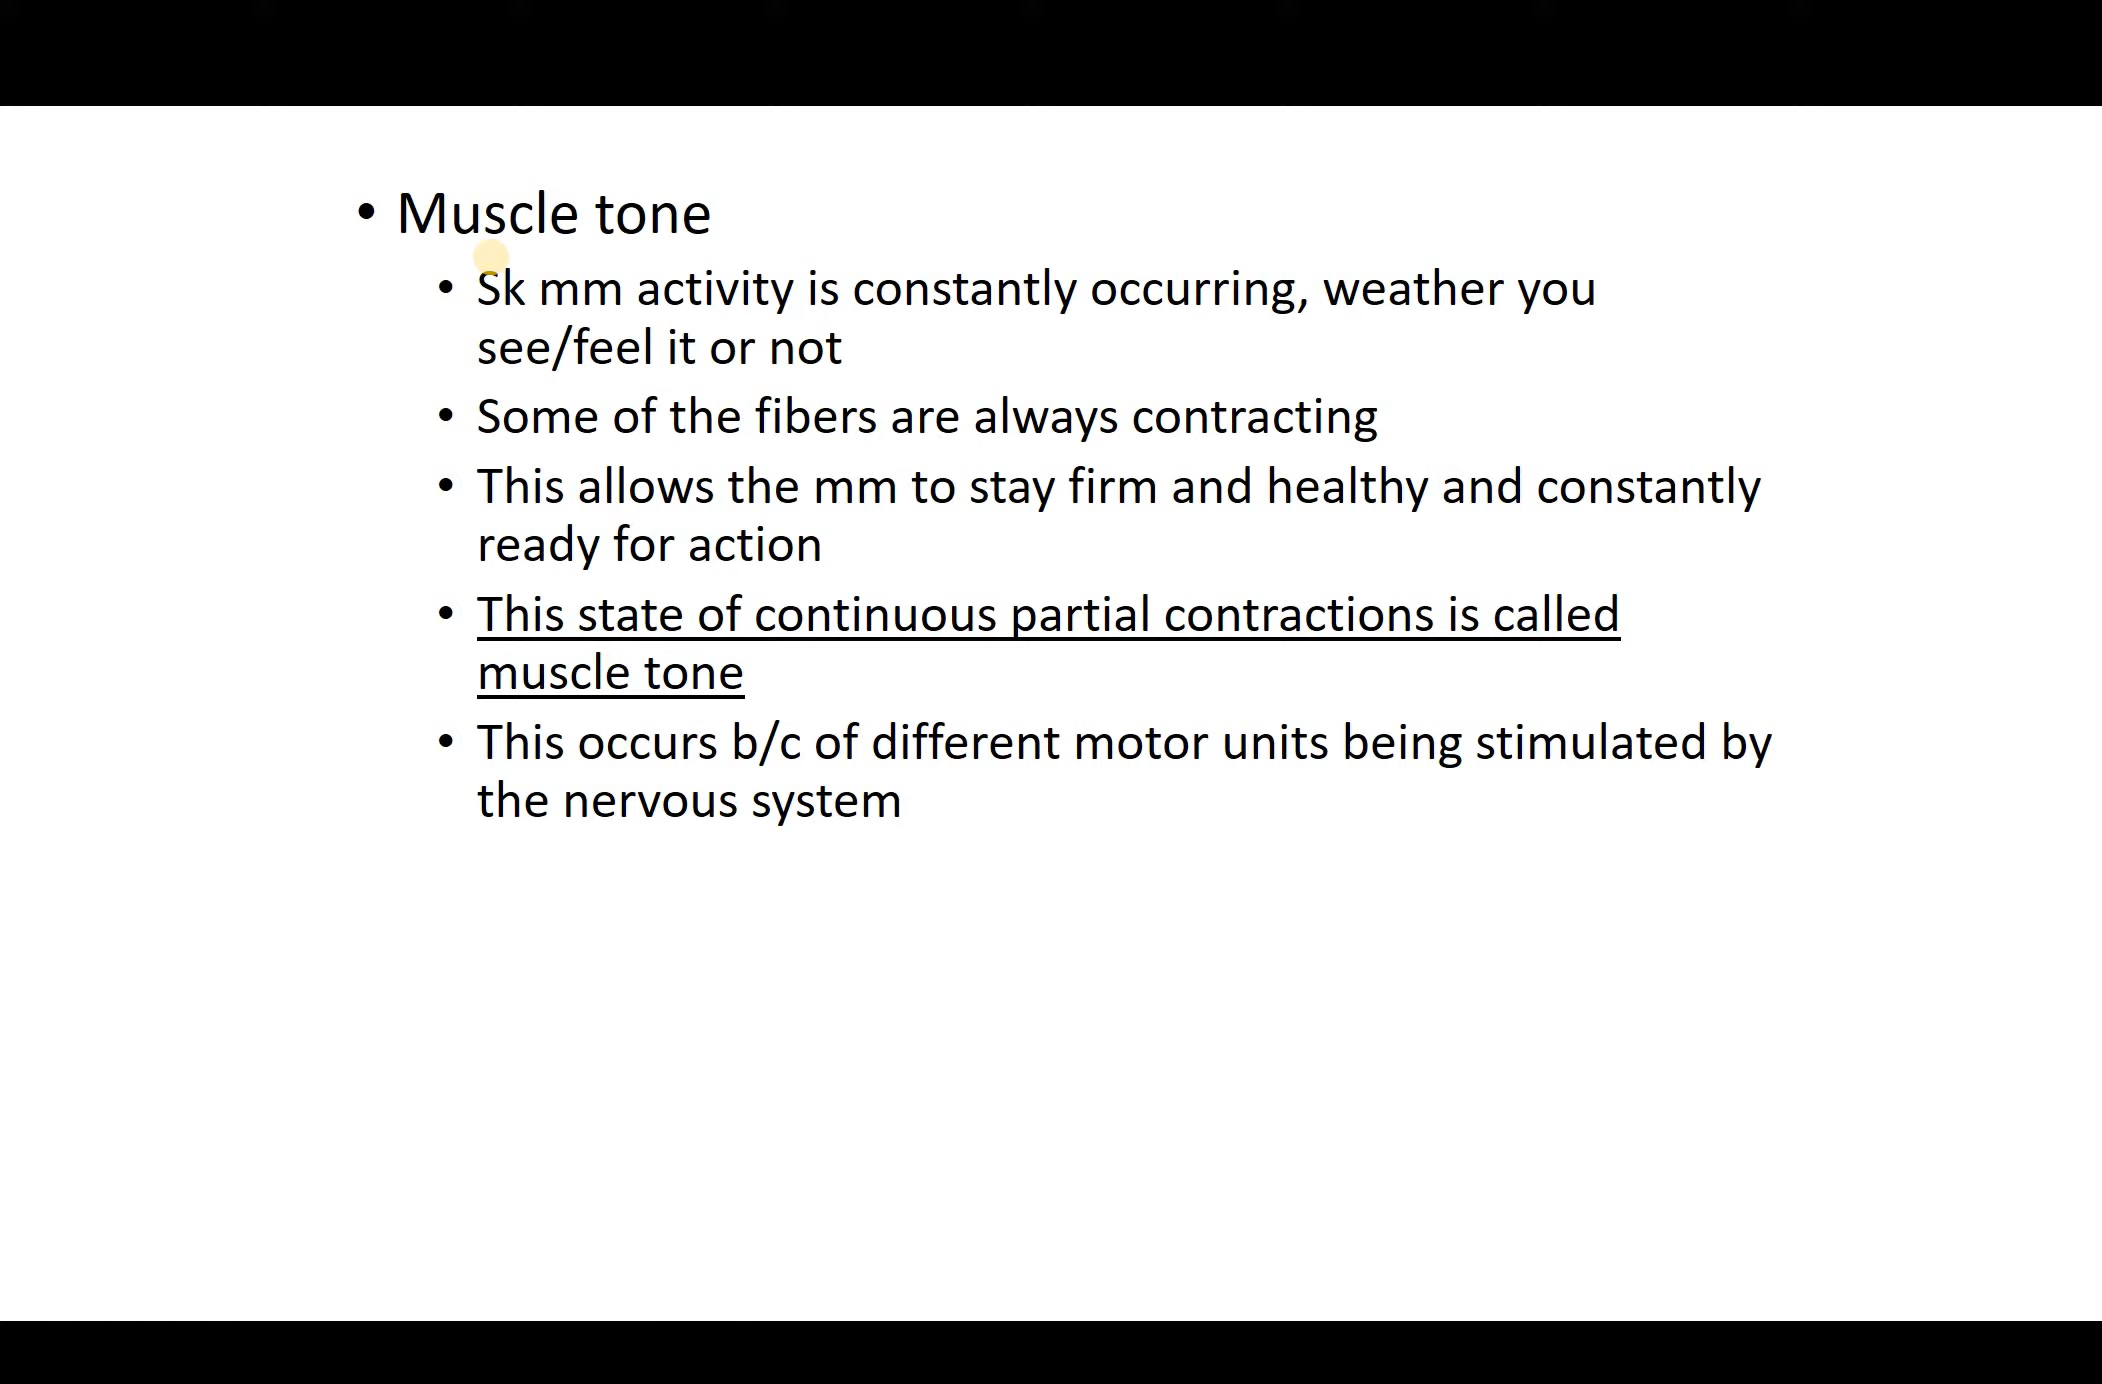 • Muscle tone
• Sk mm activity is constantly occurring, weather you
see/feel it or not
• Some of the fibers are always contracting
• This allows the mm to stay firm and healthy and constantly
ready for action
• This state of continuous partial contractions is called
muscle tone
• This occurs b/c of different motor units being stimulated by
the nervous system